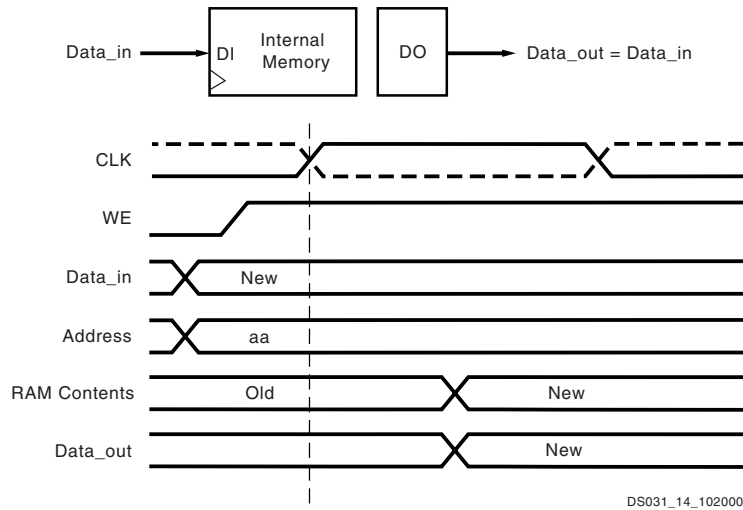 Data_in
DI
Internal
Memory
DO
Data_out = Data_in
CLK
WE
Data_in
New
Address
aa
RAM Contents
Old
New
Data_out
New
DS031_14_102000